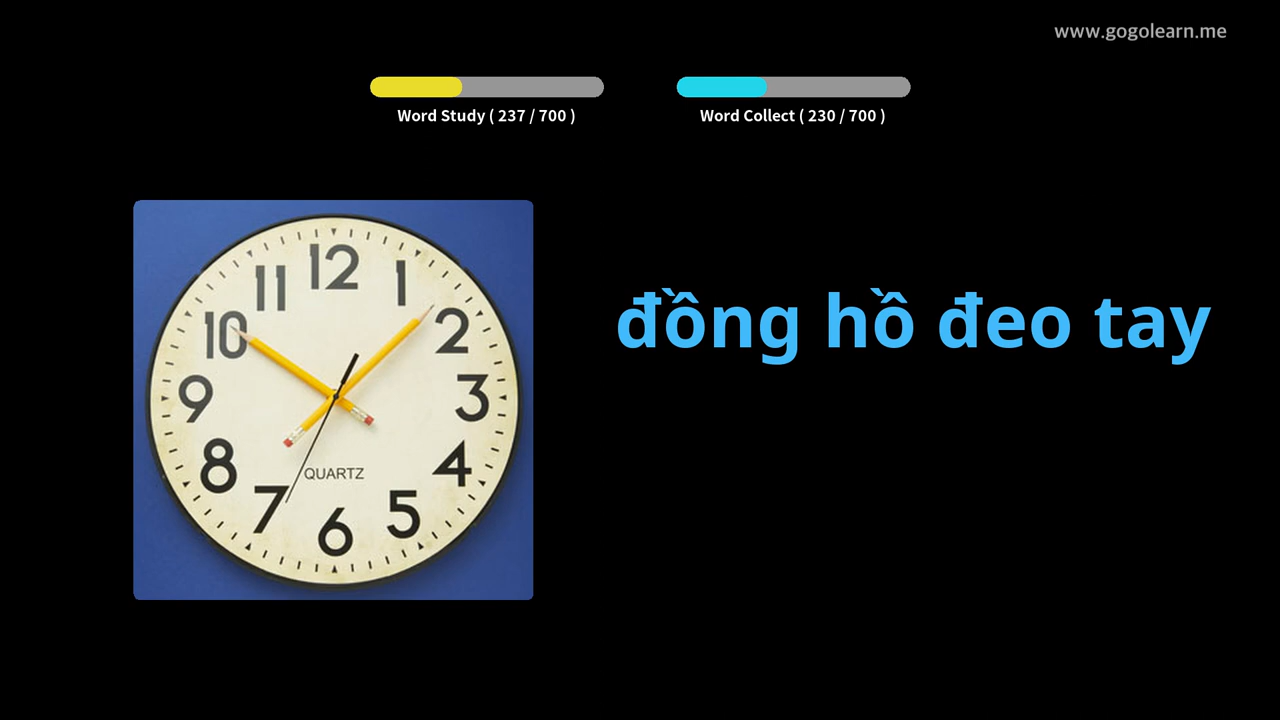 www.gogolearn.me
Word Study ( 237 / 700 )
Word Collect ( 230 / 700 )
12
11
1
10
2
9
3
8
4
QUARTZ
7
5
6
đồng hồ đeo tay